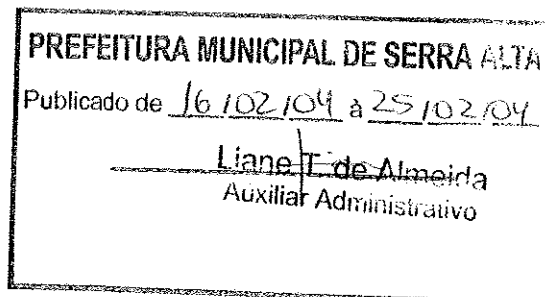 PREFEITURA MUNICIPAL DE SERRA ALTA
Publicado de 16/02/04 à 25/02/04
Liane T. de Almeida
Auxiliar Administrativo